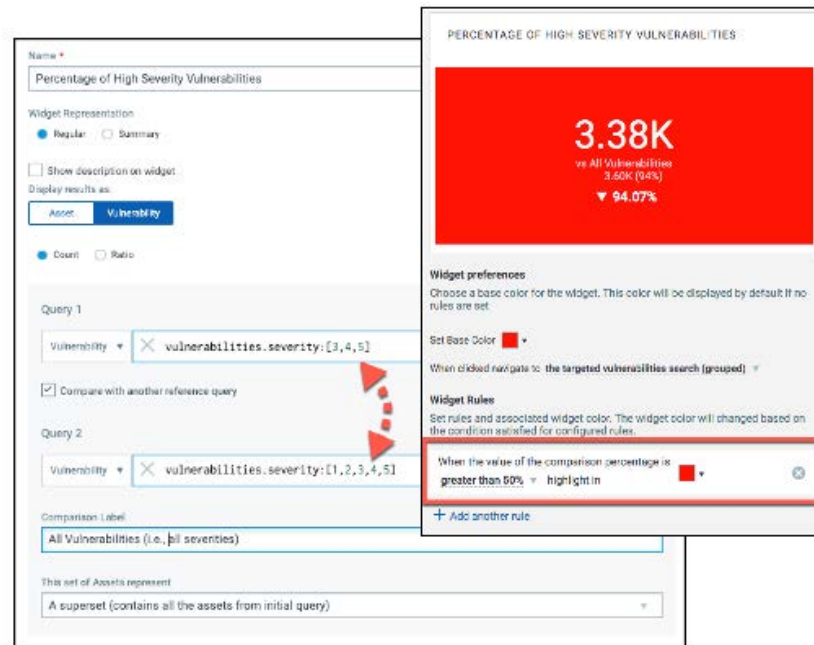 Name *
Percentage of High Severity Vulnerabilities
Widget Representation
Regular Summary
Show description on widget
Display results as:
Asset Vulnerability
Count Ratio
Query 1
Vulnerability vulnerabilities.severity:[3,4,5]
Compare with another reference query
Query 2
Vulnerability vulnerabilities.severity:[1,2,3,4,5]
Comparison Label
All Vulnerabilities (i.e., all severities)
This set of Assets represent
A superset (contains all the assets from initial query)
PERCENTAGE OF HIGH SEVERITY VULNERABILITIES
3.38K
vs All Vulnerabilities
3.60K (94%)
▼ 94.07%
Widget preferences
Choose a base color for the widget. This color will be displayed by default if no
rules are set
Set Base Color
When clicked navigate to the targeted vulnerabilities search (grouped)
Widget Rules
Set rules and associated widget color. The widget color will changed based on
the condition satisfied for configured rules.
When the value of the comparison percentage is
greater than 50% highlight in
+ Add another rule